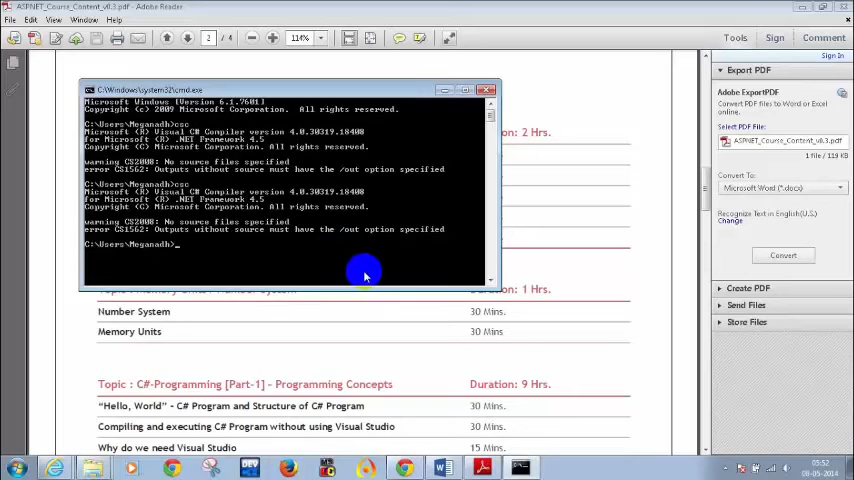 ASPNET_Course_Content_v0.3.pdf - Adobe Reader
File Edit View Window Help
2 / 4 114% Tools Sign Comment
Sign In
Export PDF
Adobe ExportPDF
Convert PDF files to Word or Excel
online.
Select PDF File:
ASPNET_Course_Content_v0.3.pdf
1 file / 119 KB
Convert To:
Microsoft Word (*.docx)
Recognize Text in English(U.S.)
Change
Convert
Create PDF
Send Files
Store Files
C:\Windows\system32\cmd.exe
Microsoft Windows [Version 6.1.7601]
Copyright (c) 2009 Microsoft Corporation. All rights reserved.
C:\Users\Meganadh>csc
Microsoft (R) Visual C# Compiler version 4.0.30319.18408
for Microsoft (R) .NET Framework 4.5
Copyright (C) Microsoft Corporation. All rights reserved.
warning CS2008: No source files specified
error CS1562: Outputs without source must have the /out option specified
C:\Users\Meganadh>csc
Microsoft (R) Visual C# Compiler version 4.0.30319.18408
for Microsoft (R) .NET Framework 4.5
Copyright (C) Microsoft Corporation. All rights reserved.
warning CS2008: No source files specified
error CS1562: Outputs without source must have the /out option specified
C:\Users\Meganadh>_
2 Hrs.
Duration: 1 Hrs.
Number System 30 Mins.
Memory Units 30 Mins.
Topic : C#-Programming [Part-1] – Programming Concepts Duration: 9 Hrs.
“Hello, World” – C# Program and Structure of C# Program 30 Mins.
Compiling and executing C# Program without using Visual Studio 30 Mins.
Why do we need Visual Studio 15 Mins.
DEV
05:52
08-05-2014